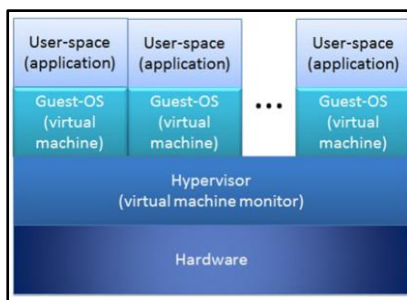 User-space
(application)
User-space
(application)
User-space
(application)
Guest-OS
(virtual
machine)
Guest-OS
(virtual
machine)
...
Guest-OS
(virtual
machine)
Hypervisor
(virtual machine monitor)
Hardware